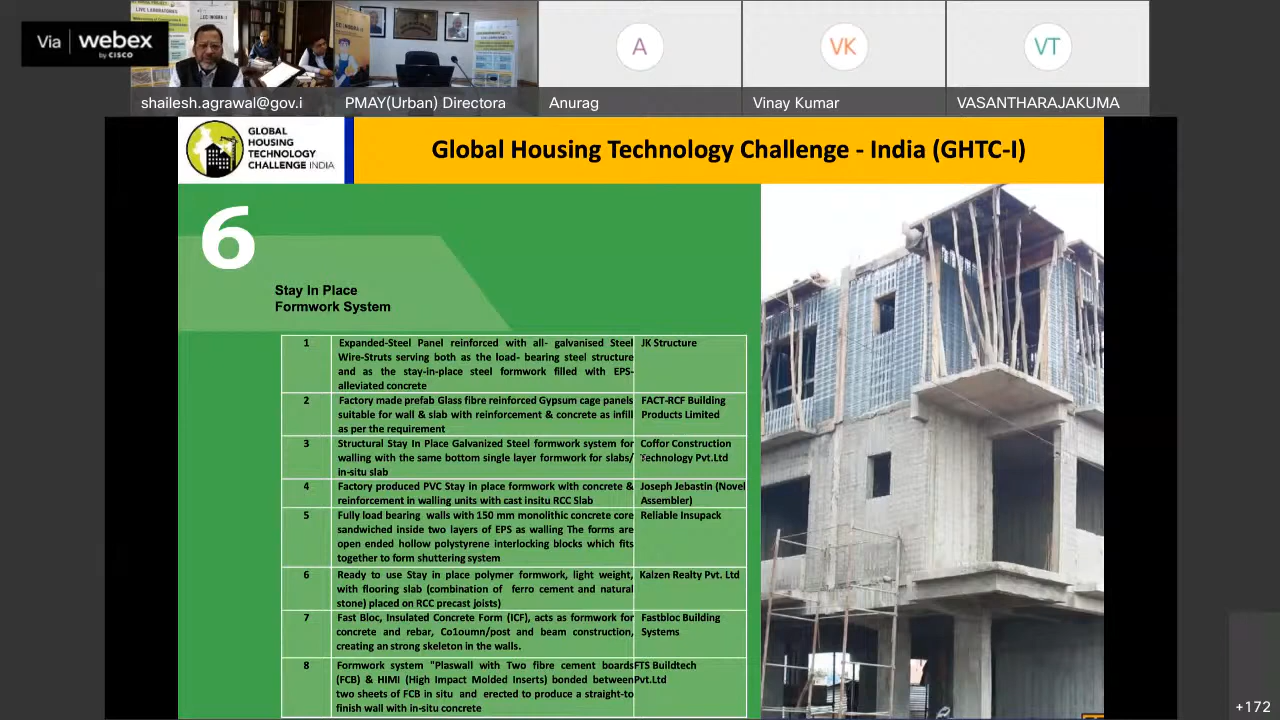 Via webex
by CISCO
A
VK
VT
shailesh.agrawal@gov.i
PMAY(Urban) Directora
Anurag
Vinay Kumar
VASANTHARAJAKUMA
GLOBAL
HOUSING
TECHNOLOGY
CHALLENGE INDIA
Global Housing Technology Challenge - India (GHTC-I)
6
Stay In Place
Formwork System
1 Expanded-Steel Panel reinforced with all- galvanised Steel JK Structure
Wire-Struts serving both as the load- bearing steel structure
and as the stay-in-place steel formwork filled with EPS-
alleviated concrete
2 Factory made prefab Glass fibre reinforced Gypsum cage panels FACT-RCF Building
suitable for wall & slab with reinforcement & concrete as infill Products Limited
as per the requirement
3 Structural Stay In Place Galvanized Steel formwork system for Coffor Construction
walling with the same bottom single layer formwork for slabs/ Technology Pvt.Ltd
in-situ slab
4 Factory produced PVC Stay in place formwork with concrete & Joseph Jebastin (Novel
reinforcement in walling units with cast insitu RCC Slab Assembler)
5 Fully load bearing walls with 150 mm monolithic concrete core Reliable Insupack
sandwiched inside two layers of EPS as walling The forms are
open ended hollow polystyrene interlocking blocks which fits
together to form shuttering system
6 Ready to use Stay in place polymer formwork, light weight, Kaizen Realty Pvt. Ltd
with flooring slab (combination of ferro cement and natural
stone) placed on RCC precast joists)
7 Fast Bloc, Insulated Concrete Form (ICF), acts as formwork for Fastbloc Building
concrete and rebar, Co1oumn/post and beam construction, Systems
creating an strong skeleton in the walls.
8 Formwork system "Plaswall with Two fibre cement boards FTS Buildtech
(FCB) & HIMI (High Impact Molded Inserts) bonded between Pvt.Ltd
two sheets of FCB in situ and erected to produce a straight-to
finish wall with in-situ concrete
+172